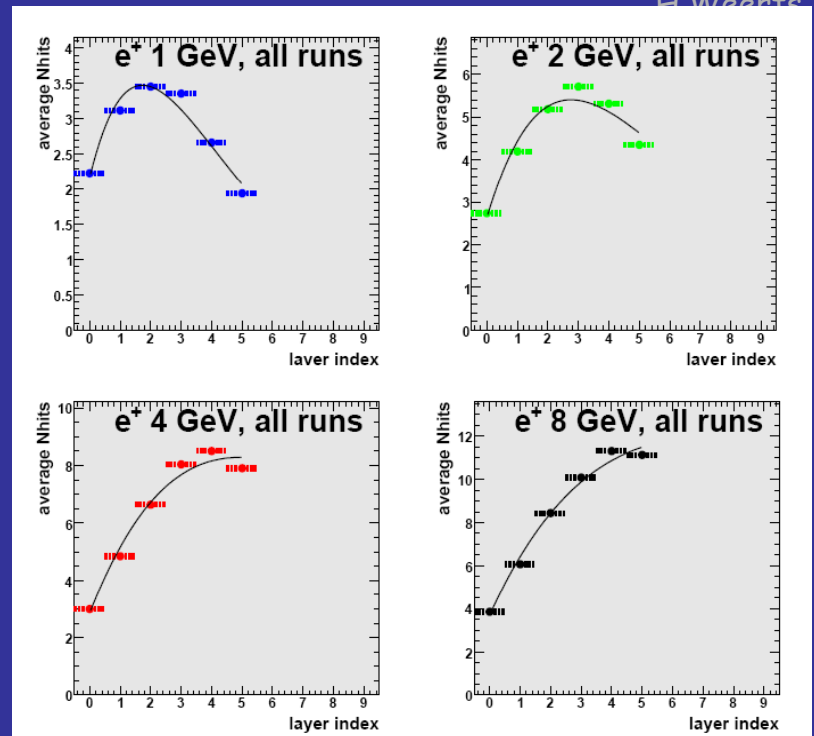 H Weerts
e+ 1 GeV, all runs
average Nhits
4
3.5
3
2.5
2
1.5
1
0.5
0
0 1 2 3 4 5 6 7 8 9
layer index
e+ 2 GeV, all runs
average Nhits
6
5
4
3
2
1
0
0 1 2 3 4 5 6 7 8 9
layer index
e+ 4 GeV, all runs
average Nhits
10
8
6
4
2
0
0 1 2 3 4 5 6 7 8 9
layer index
e+ 8 GeV, all runs
average Nhits
12
10
8
6
4
2
0
0 1 2 3 4 5 6 7 8 9
layer index